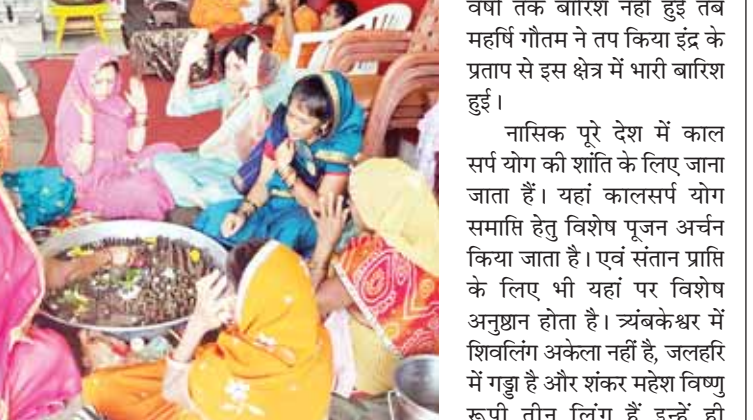 वर्षों तक बारिश नहीं हुई तब
महर्षि गौतम ने तप किया इंद्र के
प्रताप से इस क्षेत्र में भारी बारिश
हुई।
नासिक पूरे देश में काल
सर्प योग की शांति के लिए जाना
जाता हैं। यहां कालसर्प योग
समाप्ति हेतु विशेष पूजन अर्चन
किया जाता है। एवं संतान प्राप्ति
के लिए भी यहां पर विशेष
अनुष्ठान होता है। त्र्यंबकेश्वर में
शिवलिंग अकेला नहीं है, जलहरि
में गड्ढा है और शंकर महेश विष्णु
रूपी तीन लिंग हैं इन्हें ही